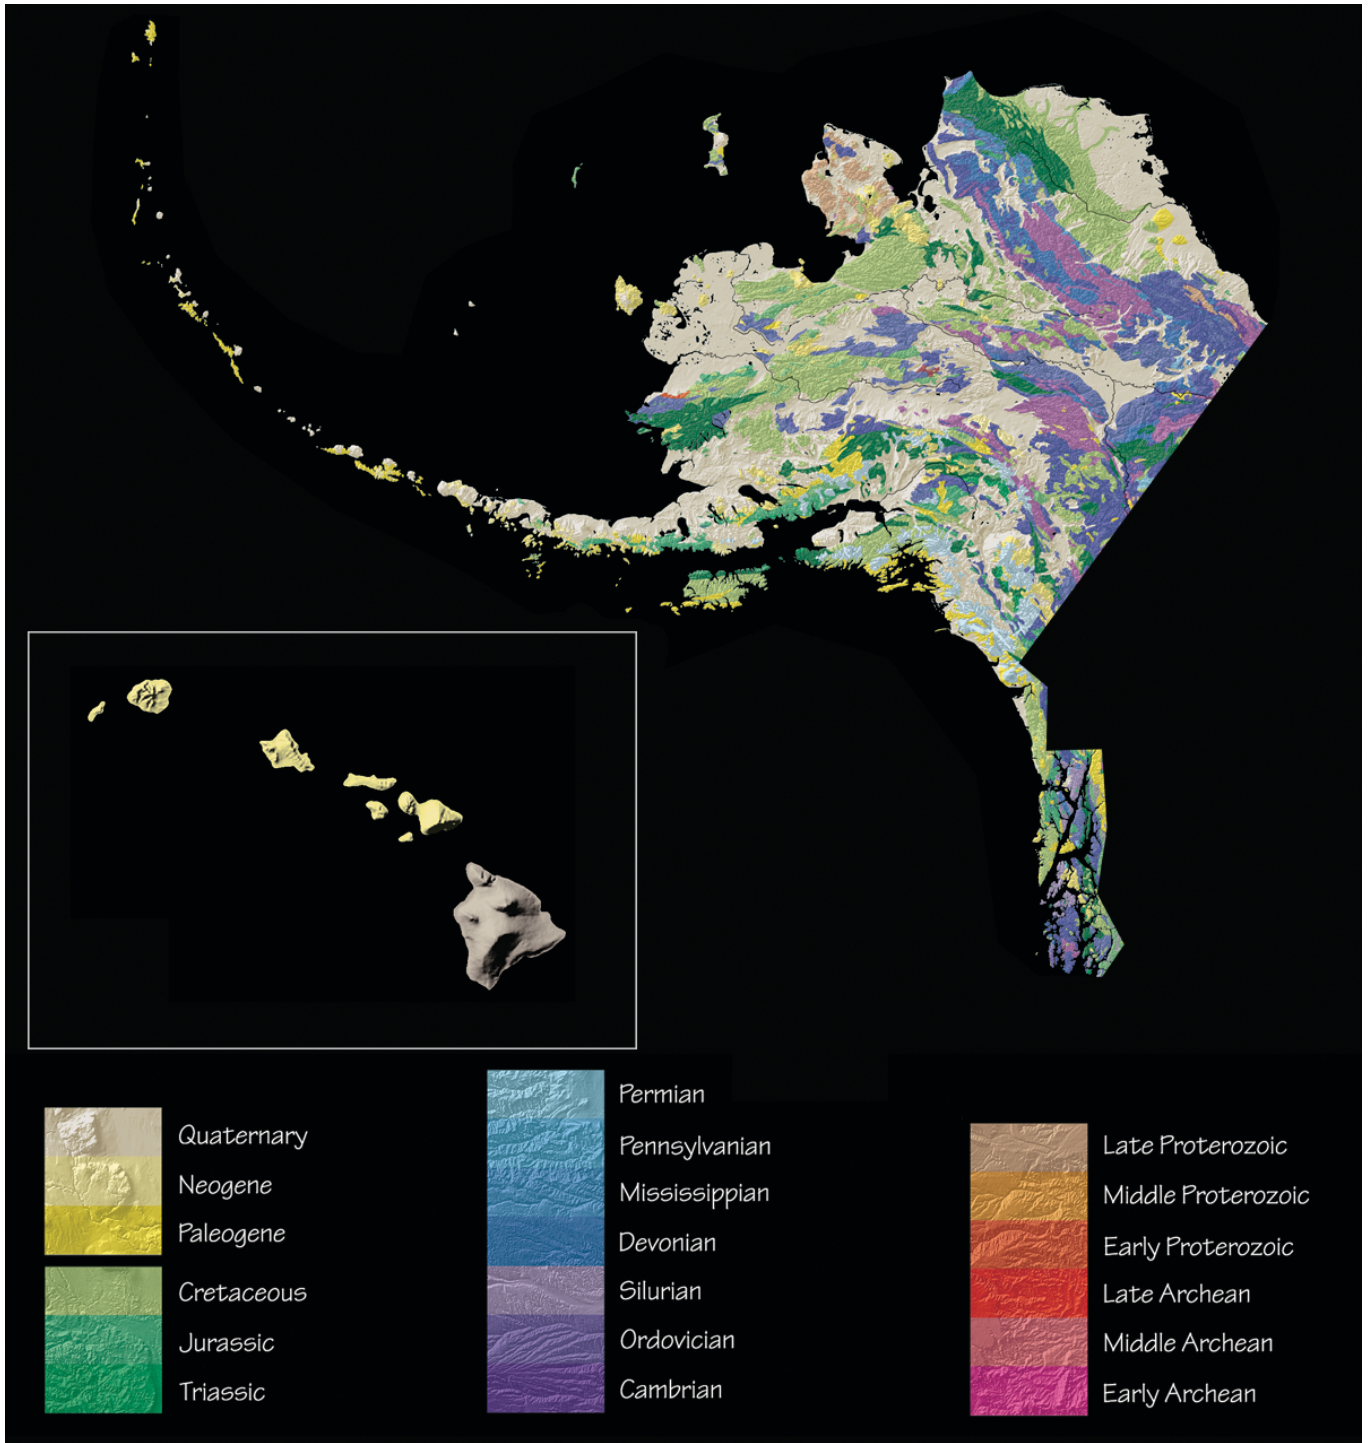 Quaternary
Neogene
Paleogene
Cretaceous
Jurassic
Triassic
Permian
Pennsylvanian
Mississippian
Devonian
Silurian
Ordovician
Cambrian
Late Proterozoic
Middle Proterozoic
Early Proterozoic
Late Archean
Middle Archean
Early Archean